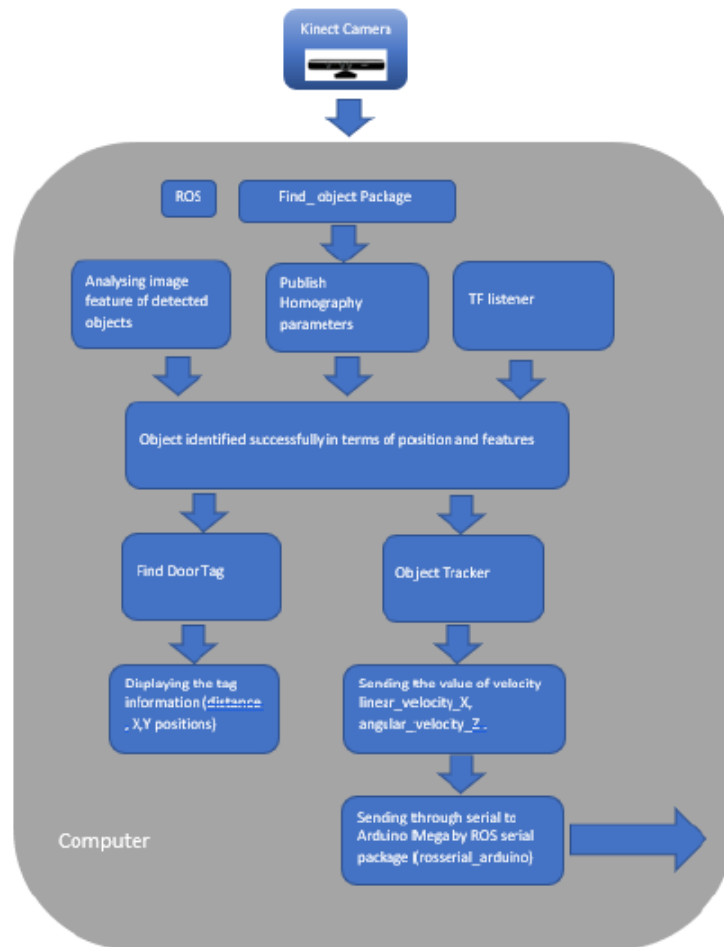 Kinect Camera
ROS
Find_ object Package
Analysing image
feature of detected
objects
Publish
Homography
parameters
TF listener
Object identified successfully in terms of position and features
Find Door Tag
Object Tracker
Displaying the tag
information (distance
, X,Y positions)
Sending the value of velocity
linear_velocity_X,
angular_velocity_Z .
Sending through serial to
Arduino Mega by ROS serial
package (rosserial_arduino)
Computer